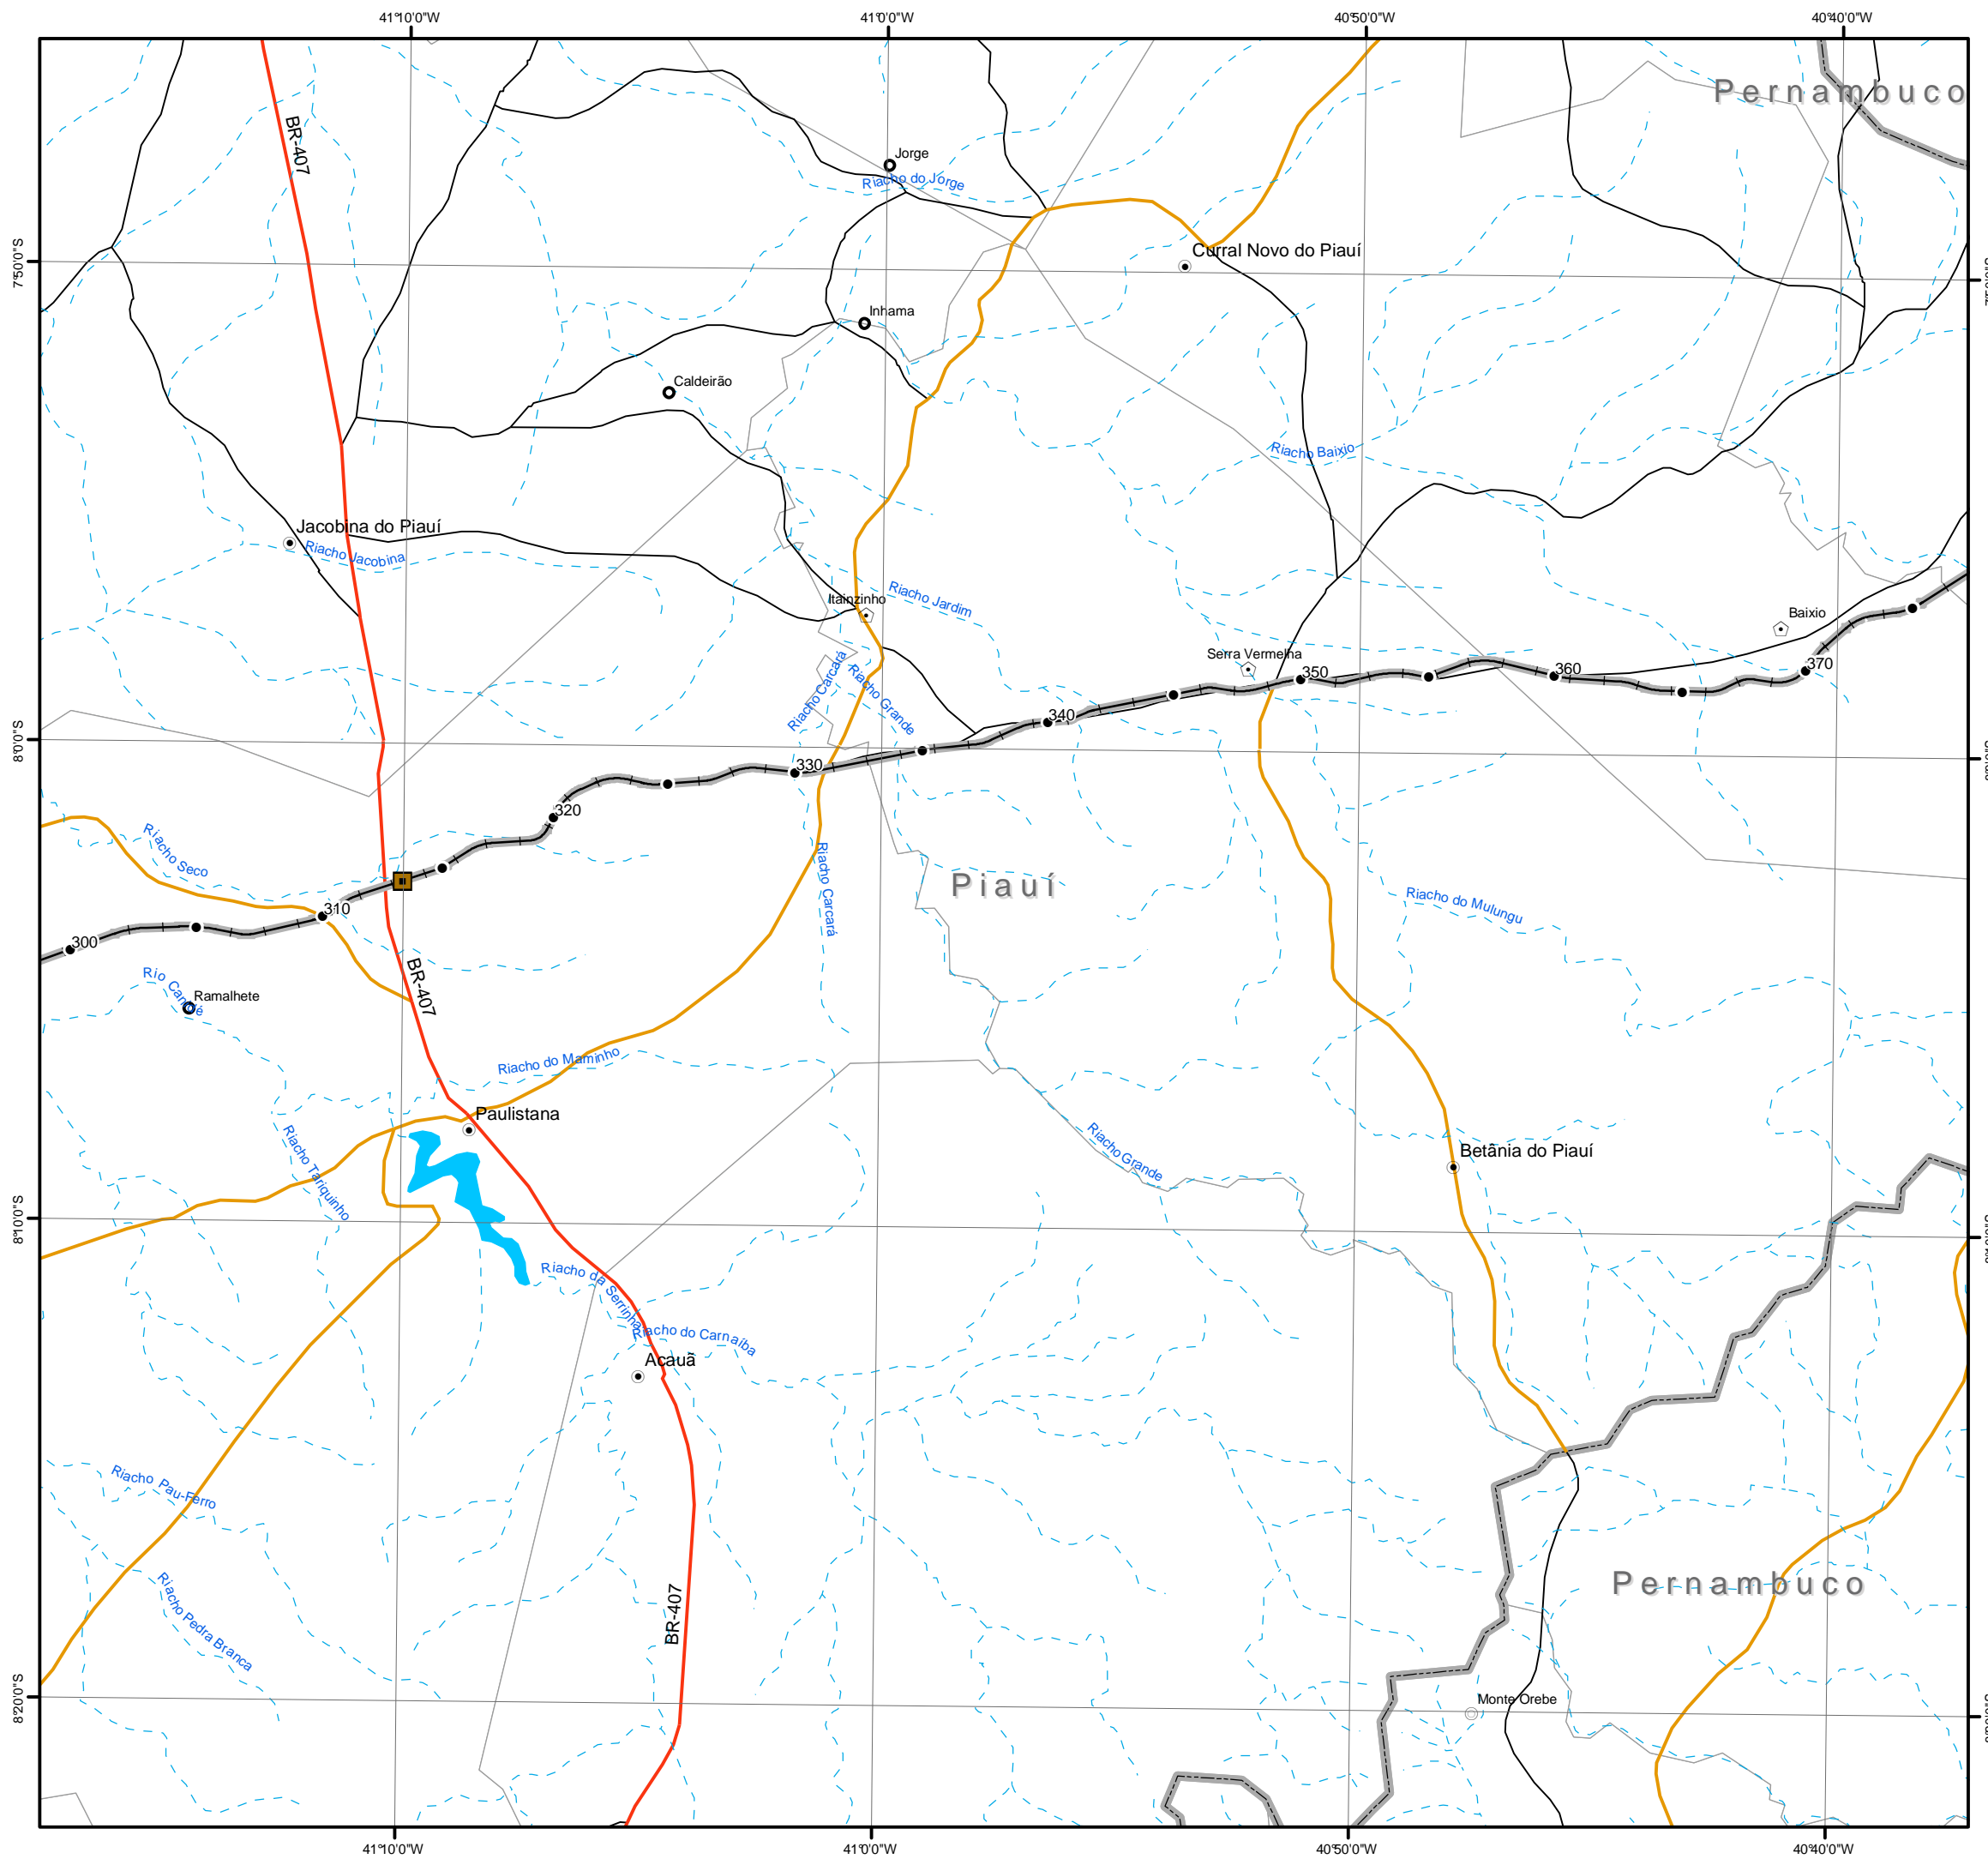 41°10'0"W
41°0'0"W
40°50'0"W
40°40'0"W
Pernambuco
BR-407
Jorge
Riacho do Jorge
7°50'0"S
Curral Novo do Piauí
Inhama
Caldeirão
Riacho Baixio
Jacobina do Piauí
Riacho Jacobina
Itainzinho
Riacho Jardim
Baixio
Serra Vermelha
Riacho Carcará
Riacho Grande
350
360
370
340
8°0'0"S
330
320
Riacho Seco
Riacho Carcará
Piauí
Riacho do Mulungu
310
300
BR-407
Rio Canindé
Ramalhete
Riacho do Maminho
Paulistana
Riacho Tariquinho
Riacho Grande
Betânia do Piauí
8°10'0"S
Riacho da Serrinha
Riacho do Carnaíba
Acauã
Riacho Pau-Ferro
Pernambuco
Riacho Pedra Branca
BR-407
8°20'0"S
Monte Orebe
41°10'0"W
41°0'0"W
40°50'0"W
40°40'0"W